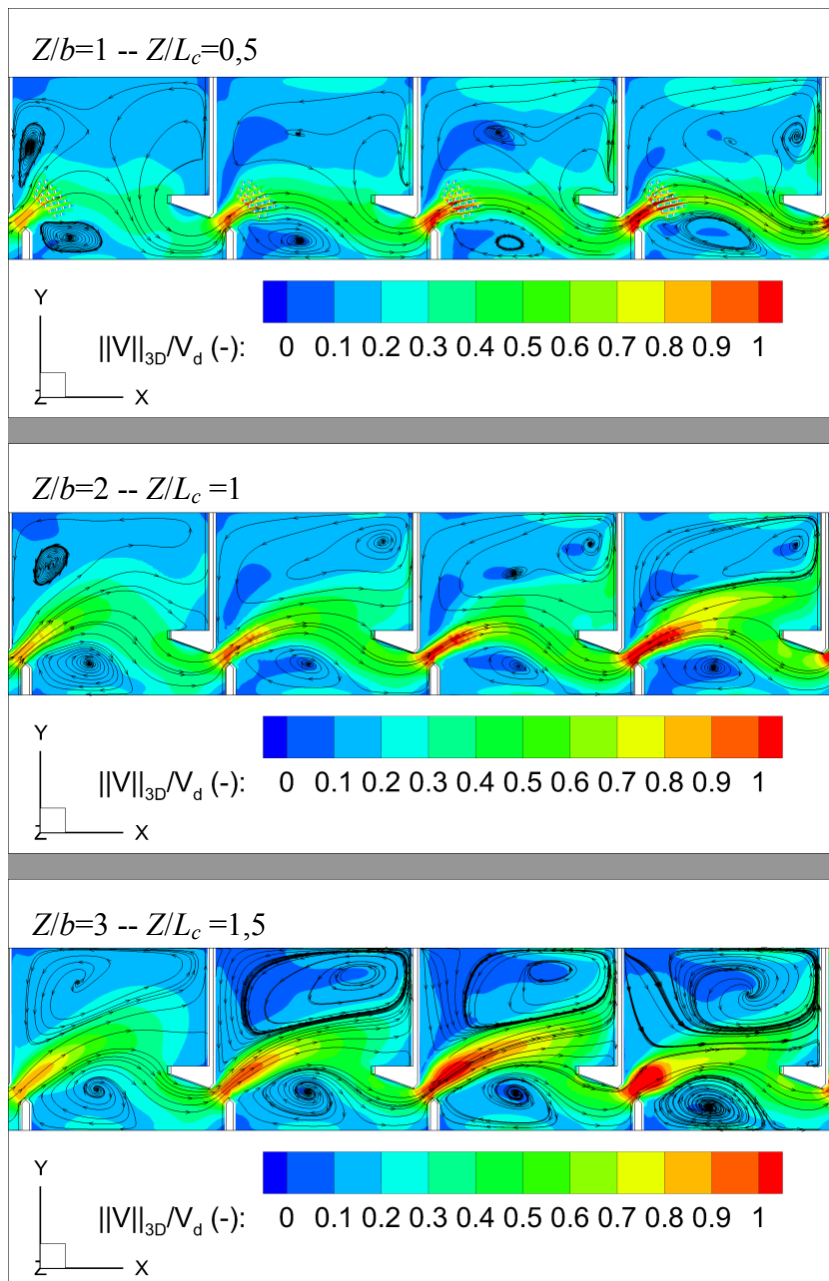 Z/b=1 -- Z/Lc=0,5
Y
||V||3D/Vd (-): 0 0.1 0.2 0.3 0.4 0.5 0.6 0.7 0.8 0.9 1
Z X
Z/b=2 -- Z/Lc =1
Y
||V||3D/Vd (-): 0 0.1 0.2 0.3 0.4 0.5 0.6 0.7 0.8 0.9 1
Z X
Z/b=3 -- Z/Lc =1,5
Y
||V||3D/Vd (-): 0 0.1 0.2 0.3 0.4 0.5 0.6 0.7 0.8 0.9 1
Z X